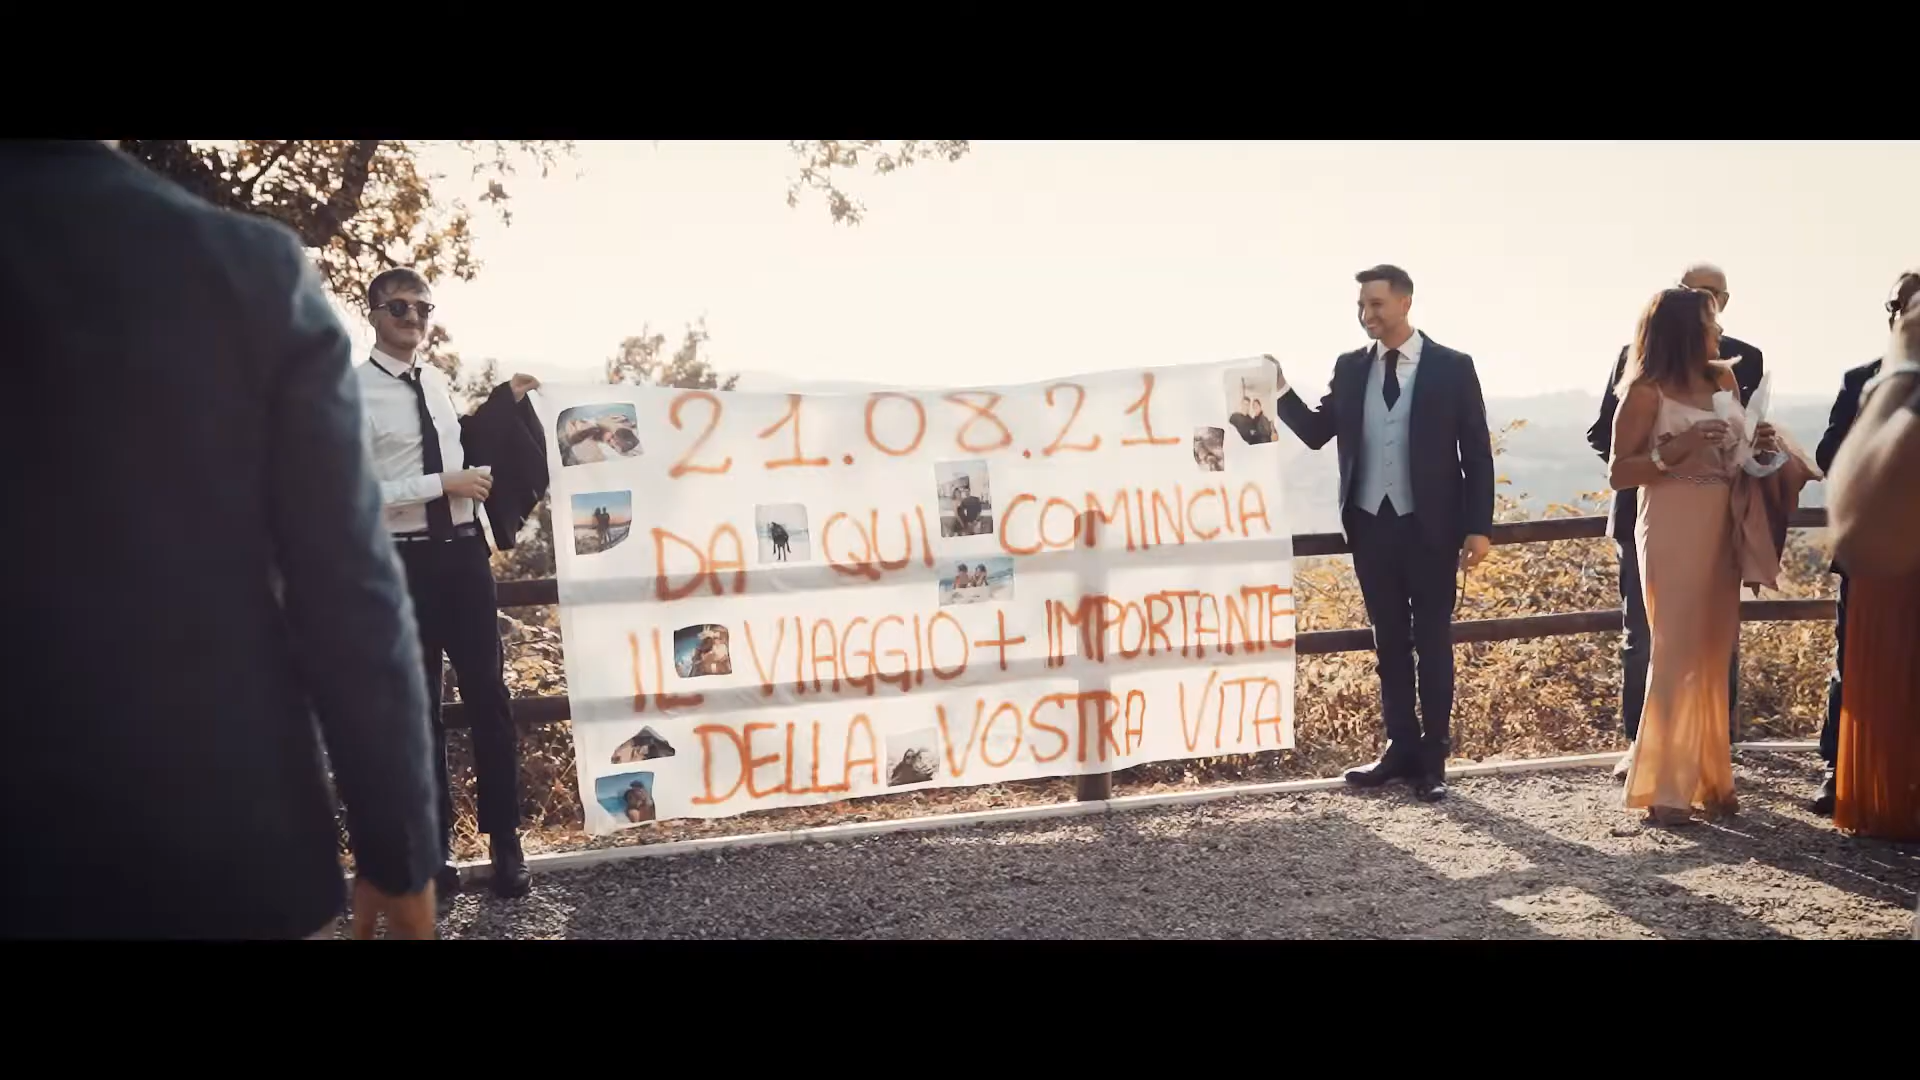 21.08.21
DA QUI COMINCIA
IL VIAGGIO + IMPORTANTE
DELLA VOSTRA VITA